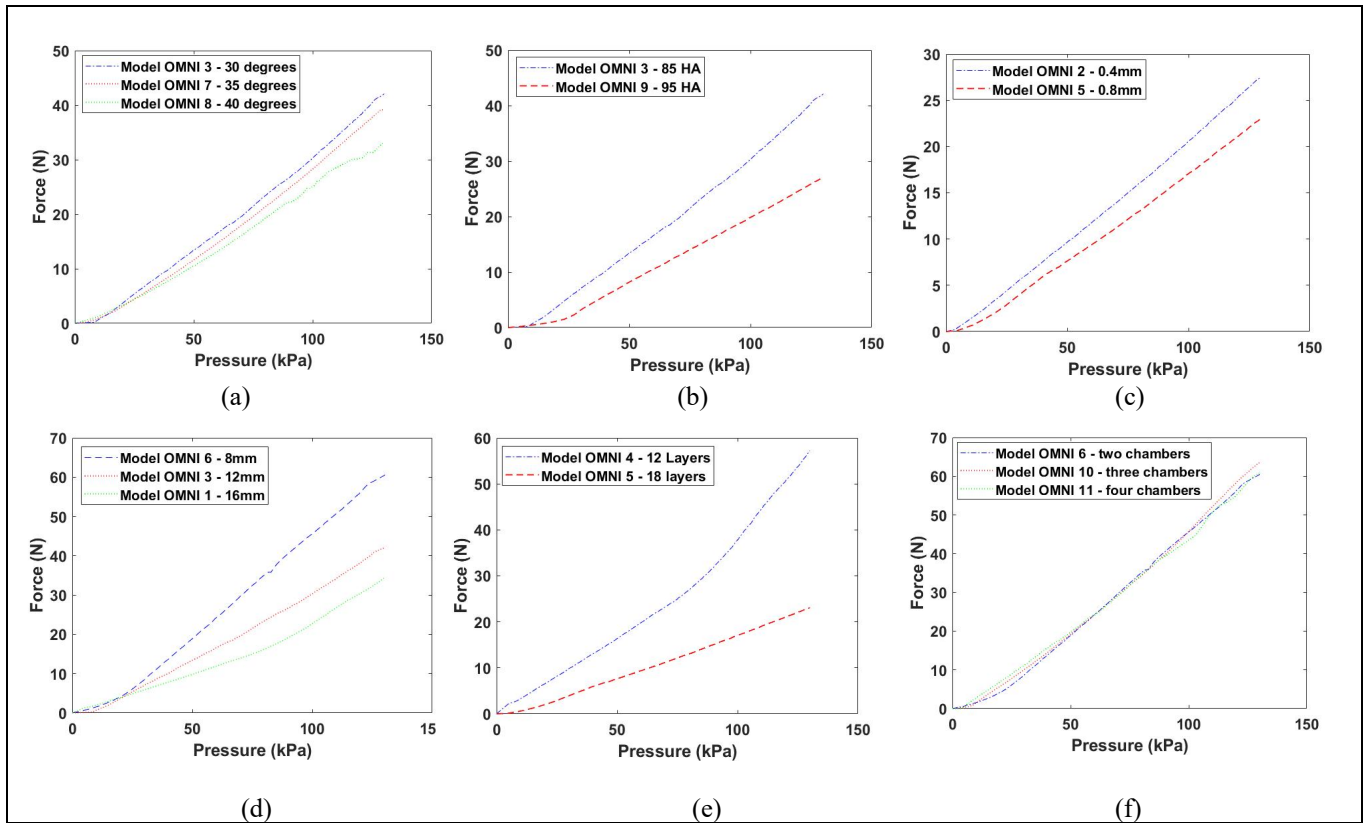 50
40
30
20
10
0
Force (N)
Model OMNI 3 - 30 degrees
Model OMNI 7 - 35 degrees
Model OMNI 8 - 40 degrees
0 50 100 150
Pressure (kPa)
(a)
50
40
30
20
10
0
Force (N)
Model OMNI 3 - 85 HA
Model OMNI 9 - 95 HA
0 50 100 150
Pressure (kPa)
(b)
30
25
20
15
10
5
0
Force (N)
Model OMNI 2 - 0.4mm
Model OMNI 5 - 0.8mm
0 50 100 150
Pressure (kPa)
(c)
70
60
50
40
30
20
10
0
Force (N)
Model OMNI 6 - 8mm
Model OMNI 3 - 12mm
Model OMNI 1 - 16mm
0 50 100 15
Pressure (kPa)
(d)
60
50
40
30
20
10
0
Force (N)
Model OMNI 4 - 12 Layers
Model OMNI 5 - 18 layers
0 50 100 150
Pressure (kPa)
(e)
70
60
50
40
30
20
10
0
Force (N)
Model OMNI 6 - two chambers
Model OMNI 10 - three chambers
Model OMNI 11 - four chambers
0 50 100 150
Pressure (kPa)
(f)